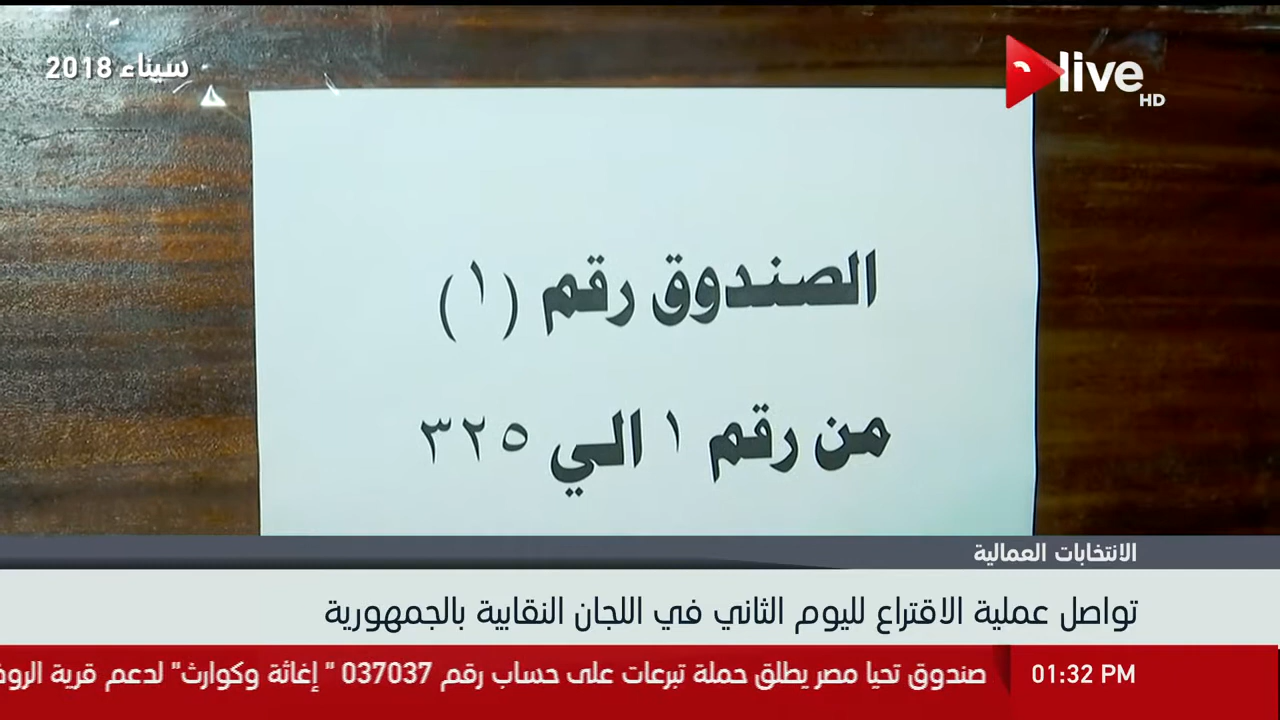 سيناء 2018
live
HD
الصندوق رقم (١)
من رقم ١ الي ٣٢٥
الانتخابات العمالية
تواصل عملية الاقتراع لليوم الثاني في اللجان النقابية بالجمهورية
01:32 PM
صندوق تحيا مصر يطلق حملة تبرعات على حساب رقم 037037 " إغاثة وكوارث" لدعم قرية